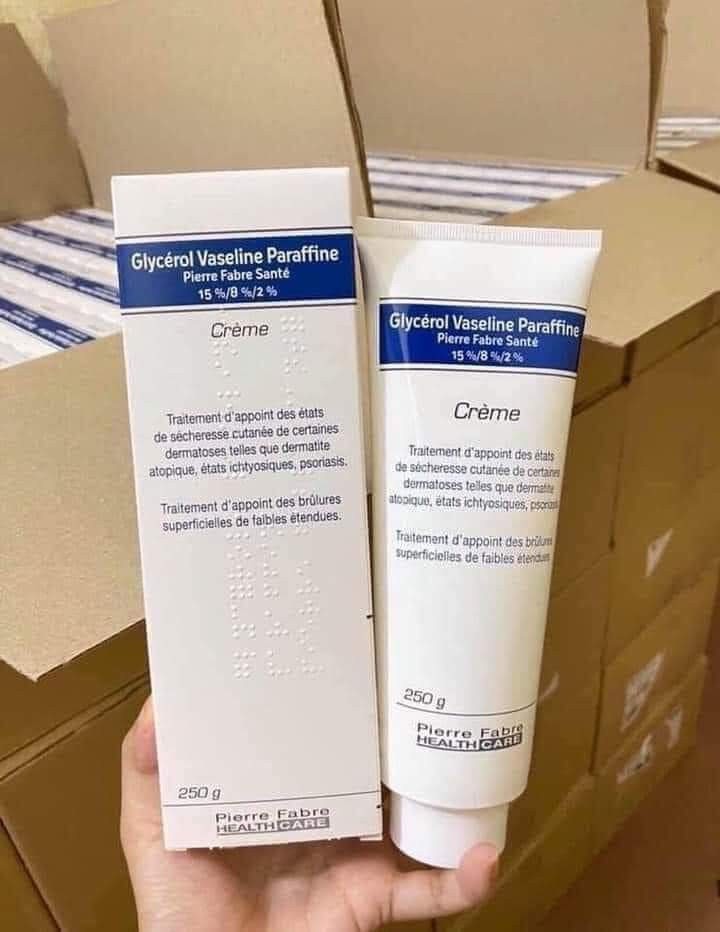 Glycérol Vaseline Paraffine
Pierre Fabre Santé
15 %/8 %/2 %
Crème
Traitement d'appoint des états
de sécheresse cutanée de certaines
dermatoses telles que dermatite
atopique, états ichtyosiques, psoriasis.
Traitement d'appoint des brûlures
superficielles de faibles étendues.
250 g
Pierre Fabre
HEALTH CARE
Glycérol Vaseline Paraffine
Pierre Fabre Santé
15 %/8 %/2 %
Crème
Traitement d'appoint des états
de sécheresse cutanée de certaines
dermatoses telles que dermatite
atopique, états ichtyosiques, psoriasis
Traitement d'appoint des brûlures
superficielles de faibles étendues
250 g
Pierre Fabre
HEALTH CARE